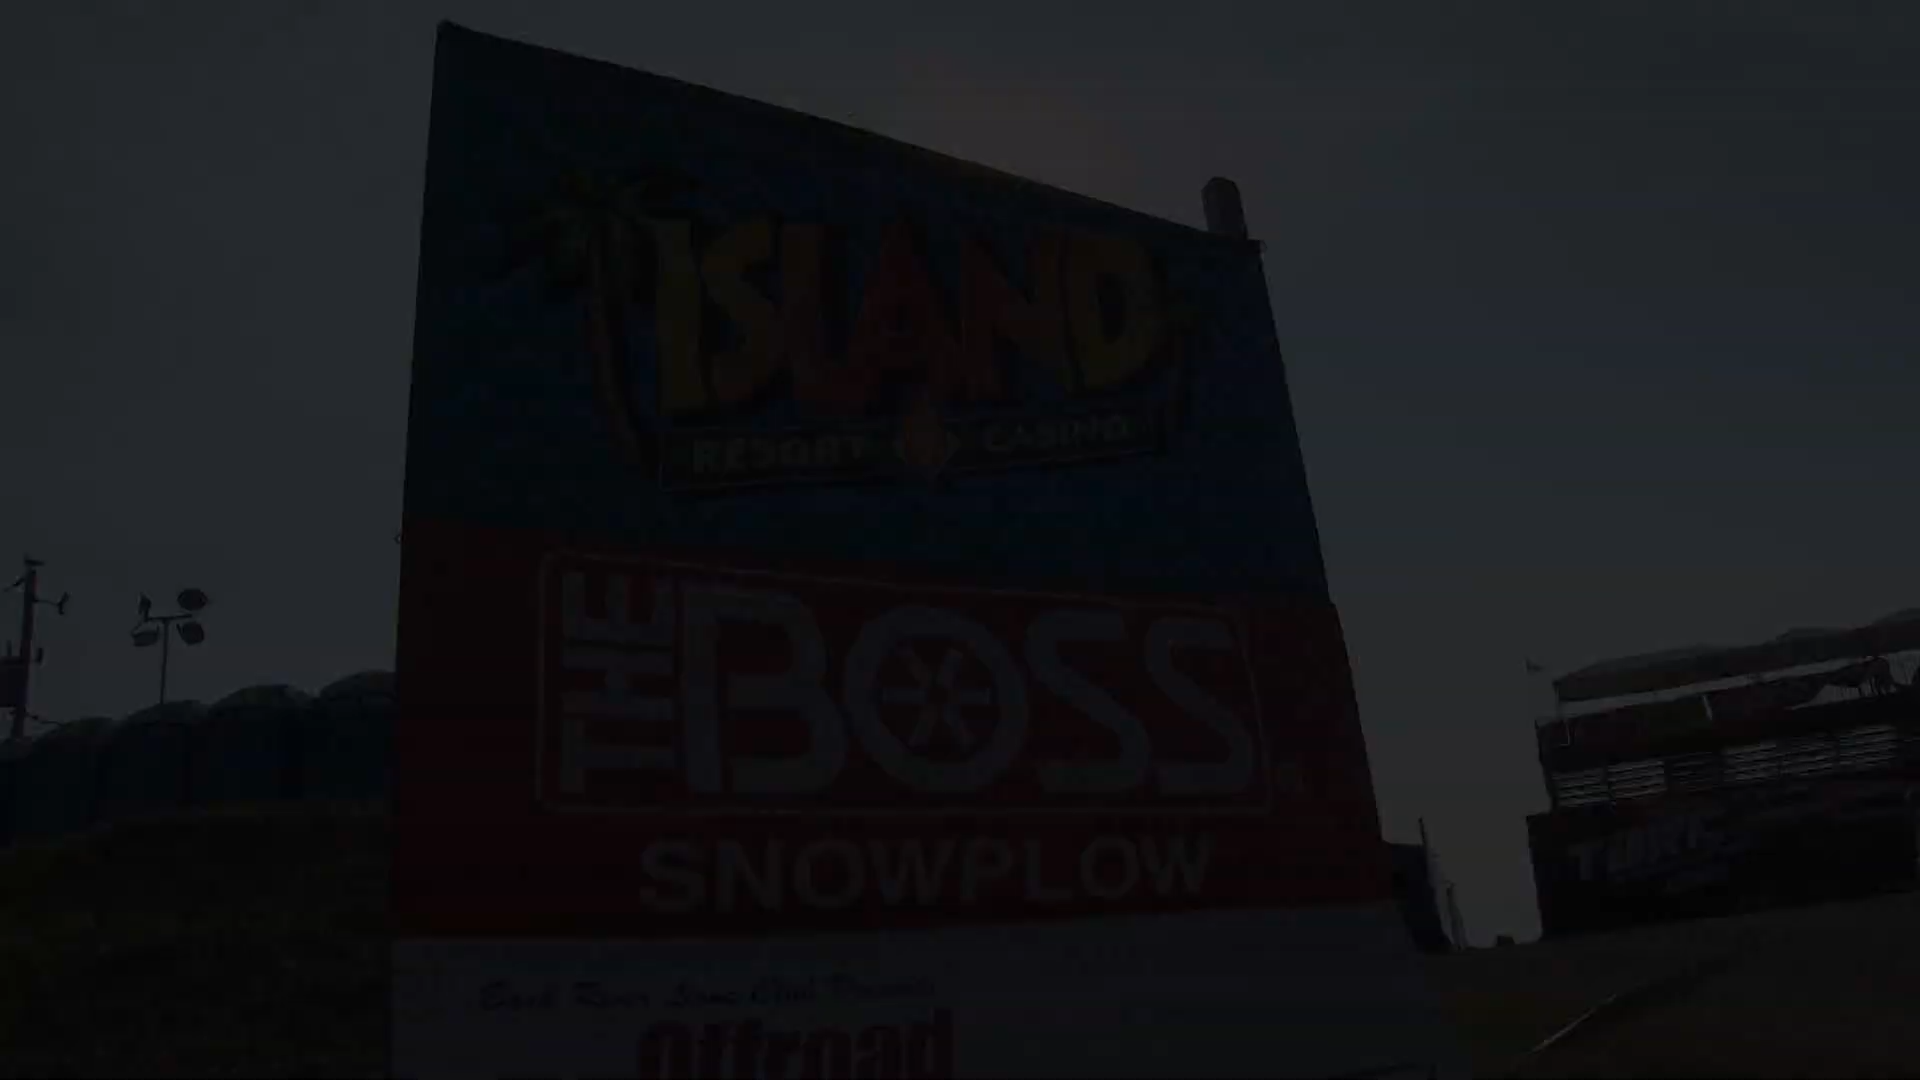 ISLAND
RESORT CASINO
THE BOSS
SNOWPLOW
Offroad